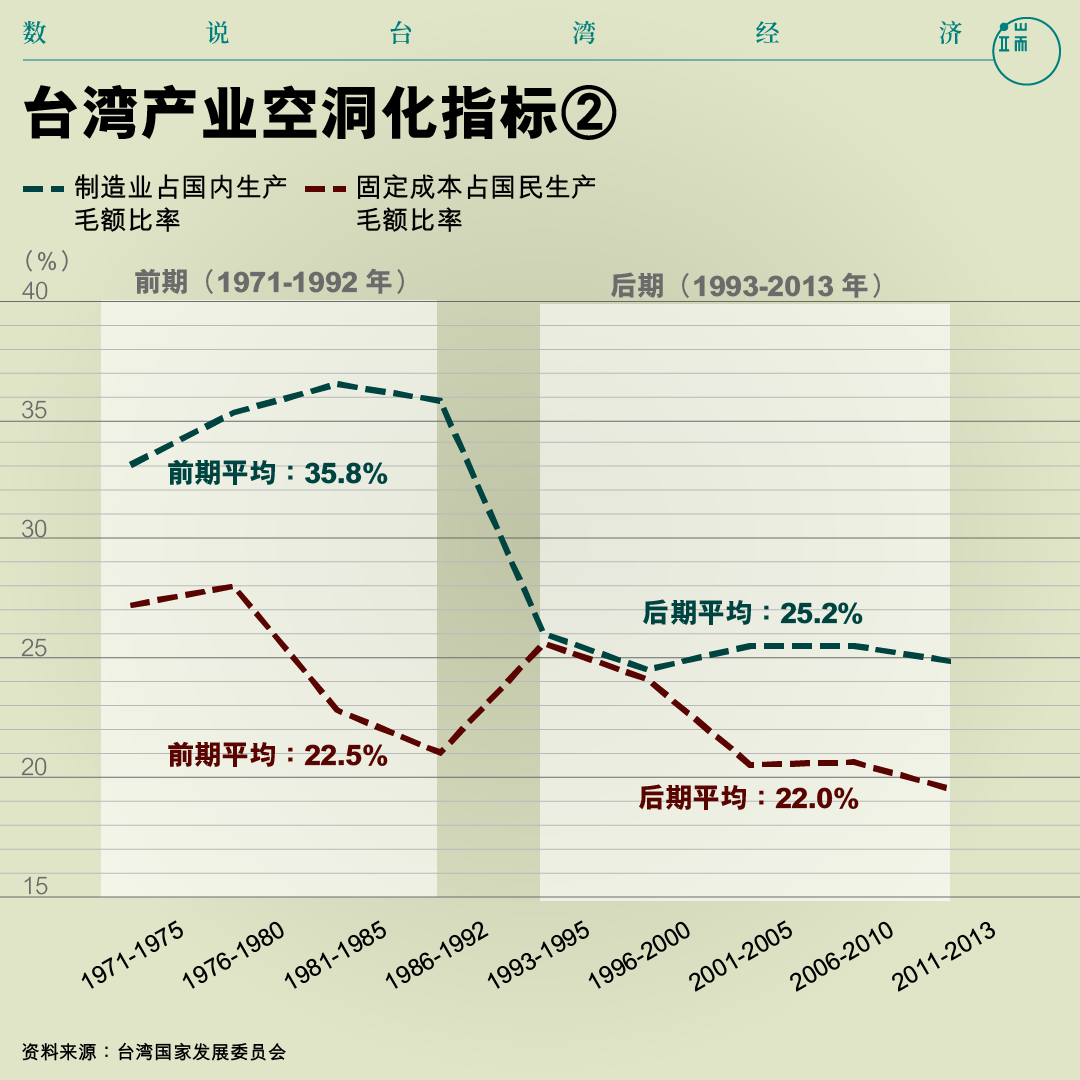 数说台湾经济
端
台湾产业空洞化指标②
制造业占国内生产
毛额比率
固定成本占国民生产
毛额比率
（%）
前期（1971-1992 年）
后期（1993-2013 年）
40
35
30
25
20
15
前期平均：35.8%
后期平均：25.2%
前期平均：22.5%
后期平均：22.0%
1971-1975
1976-1980
1981-1985
1986-1992
1993-1995
1996-2000
2001-2005
2006-2010
2011-2013
资料来源：台湾国家发展委员会